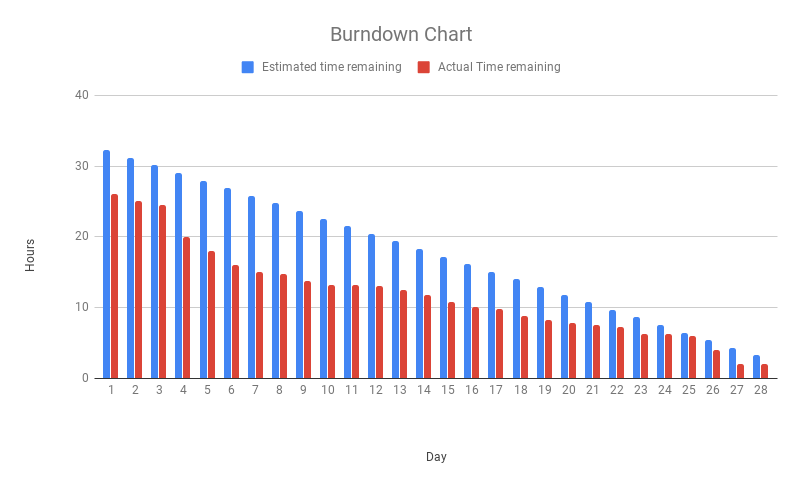 Burndown Chart
Estimated time remaining Actual Time remaining
40
30
20
10
0
Hours
1 2 3 4 5 6 7 8 9 10 11 12 13 14 15 16 17 18 19 20 21 22 23 24 25 26 27 28
Day